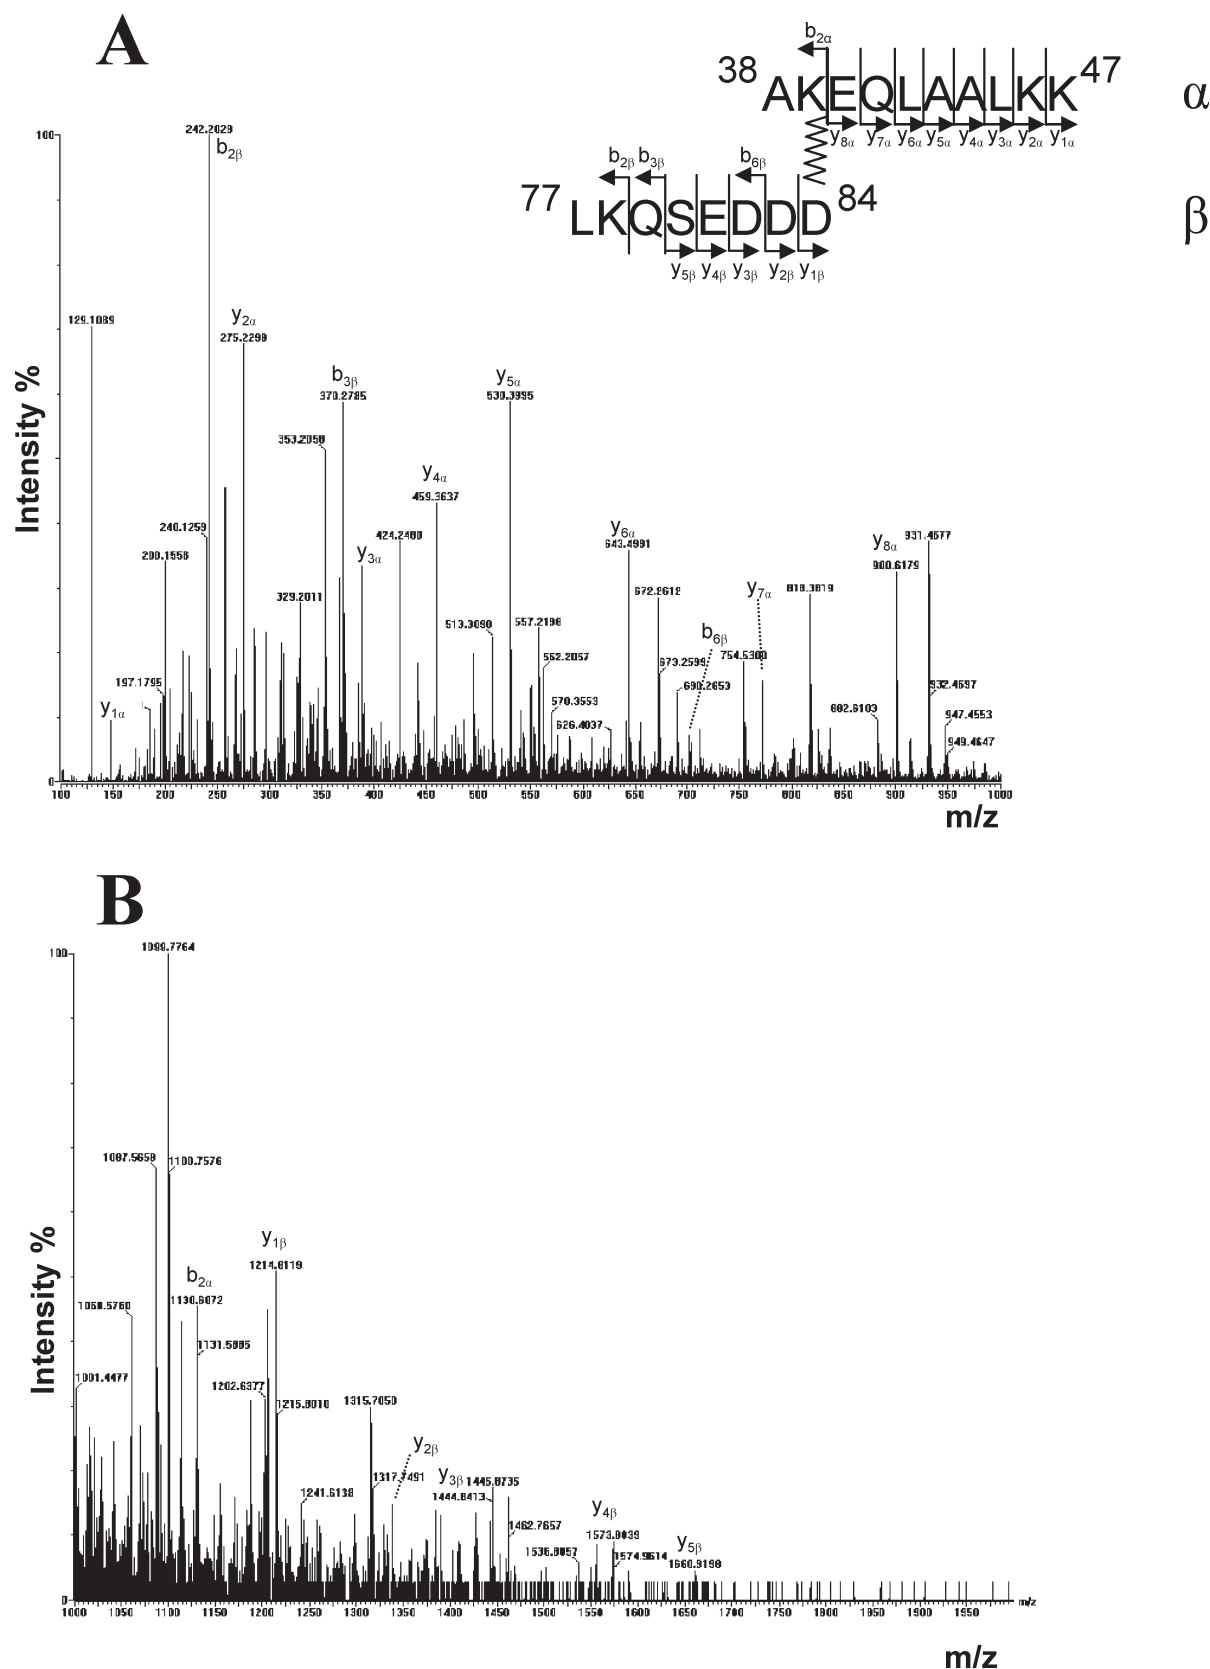 A
b2α
38 AKEQLAALKK 47 α
y8α y7α y6α y5α y4α y3α y2α y1α
b2β b3β b6β
77 LKQSEDDD 84 β
y5β y4β y3β y2β y1β
100
242.2029
b2β
129.1089
y2α
275.2298
b3β
370.2785
y5α
530.3995
353.2058
y4α
459.3637
240.1259
200.1556
424.2480
y3α
y6α
643.4991
y8α
900.6179
931.4677
329.2011
672.2612
y7α
818.3819
513.3090
557.2196
b6β
562.2057
673.2599
754.5300
197.1795
y1α
570.3553
626.4037
690.2653
882.6103
932.4697
947.4553
949.4647
Intensity %
0
100 150 200 250 300 350 400 450 500 550 600 650 700 750 800 850 900 950 1000
m/z
B
100
1099.7764
1087.5658
1100.7576
y1β
1214.8119
b2α
1130.6072
1060.5760
1131.5885
1001.4477
1202.6377
1215.8010
1315.7050
y2β
1317.7491
1241.6138
y3β
1445.8735
1444.8413
1462.7657
y4β
1573.8039
1536.8857
1574.9614
y5β
1660.9198
Intensity %
0
1000 1050 1100 1150 1200 1250 1300 1350 1400 1450 1500 1550 1600 1650 1700 1750 1800 1850 1900 1950
m/z
m/z